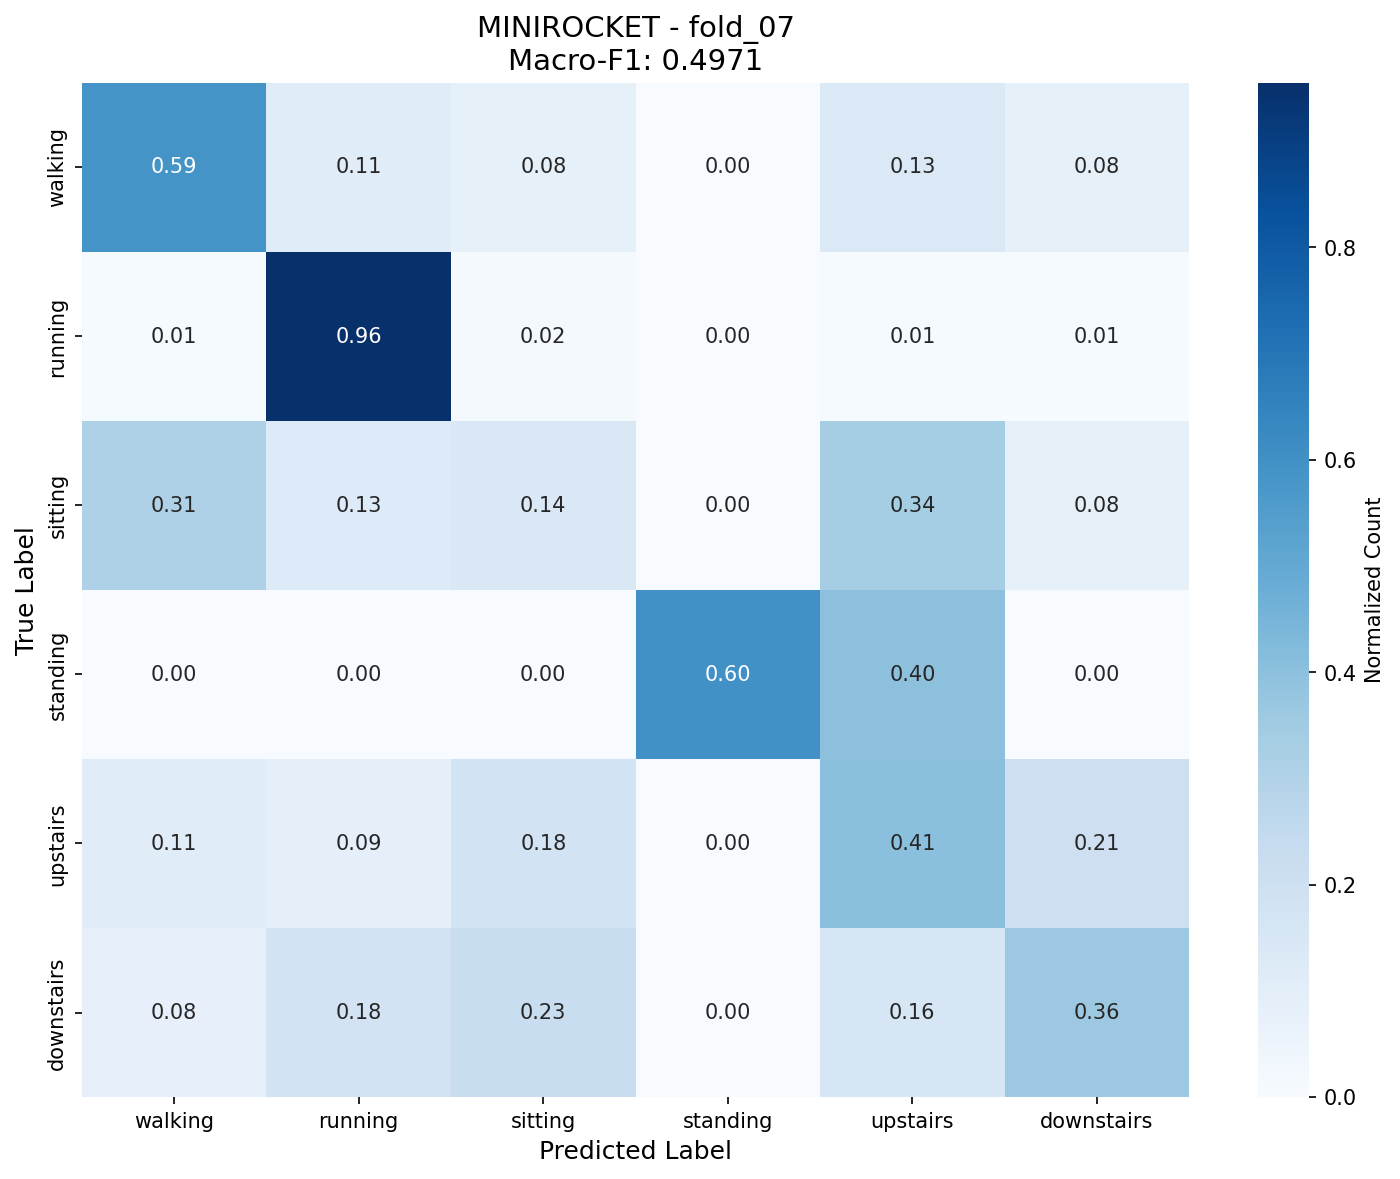 MINIROCKET - fold_07
Macro-F1: 0.4971
True Label
walking
0.59
0.11
0.08
0.00
0.13
0.08
running
0.01
0.96
0.02
0.00
0.01
0.01
sitting
0.31
0.13
0.14
0.00
0.34
0.08
standing
0.00
0.00
0.00
0.60
0.40
0.00
upstairs
0.11
0.09
0.18
0.00
0.41
0.21
downstairs
0.08
0.18
0.23
0.00
0.16
0.36
walking
running
sitting
standing
upstairs
downstairs
Predicted Label
0.8
0.6
0.4
0.2
0.0
Normalized Count